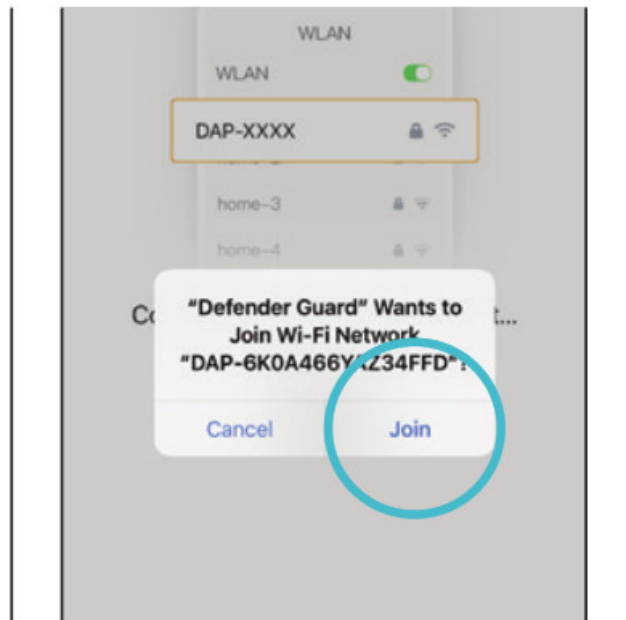 WLAN
WLAN
DAP-XXXX
home-3
home-4
"Defender Guard" Wants to
Join Wi-Fi Network
Cancel Join